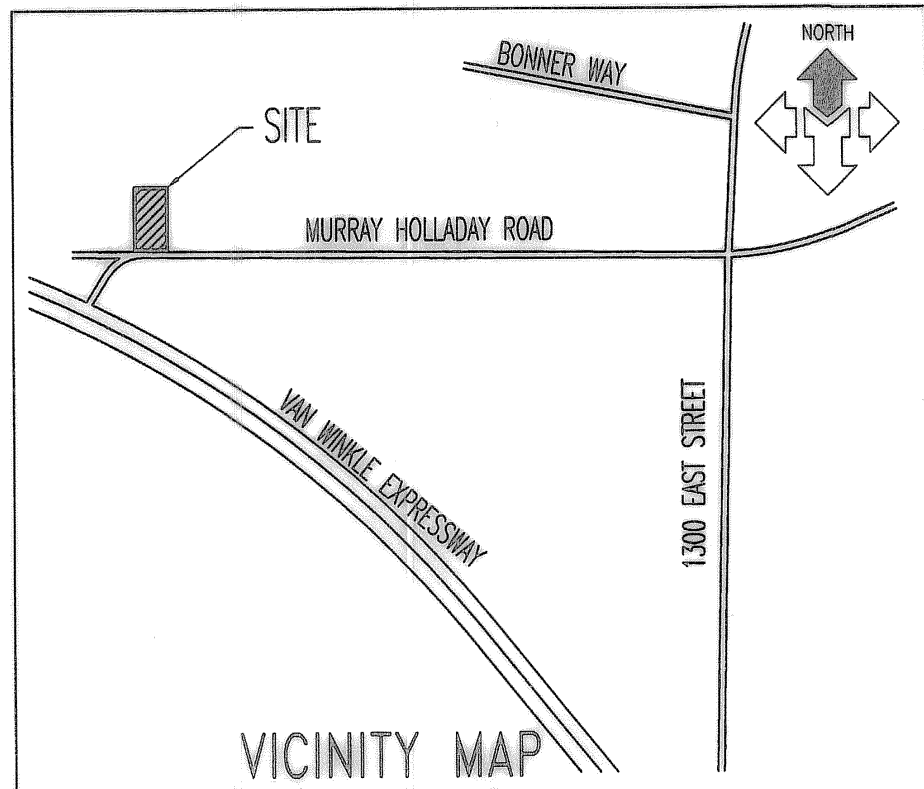 NORTH
BONNER WAY
SITE
MURRAY HOLLADAY ROAD
VAN WINKLE EXPRESSWAY
1300 EAST STREET
VICINITY MAP